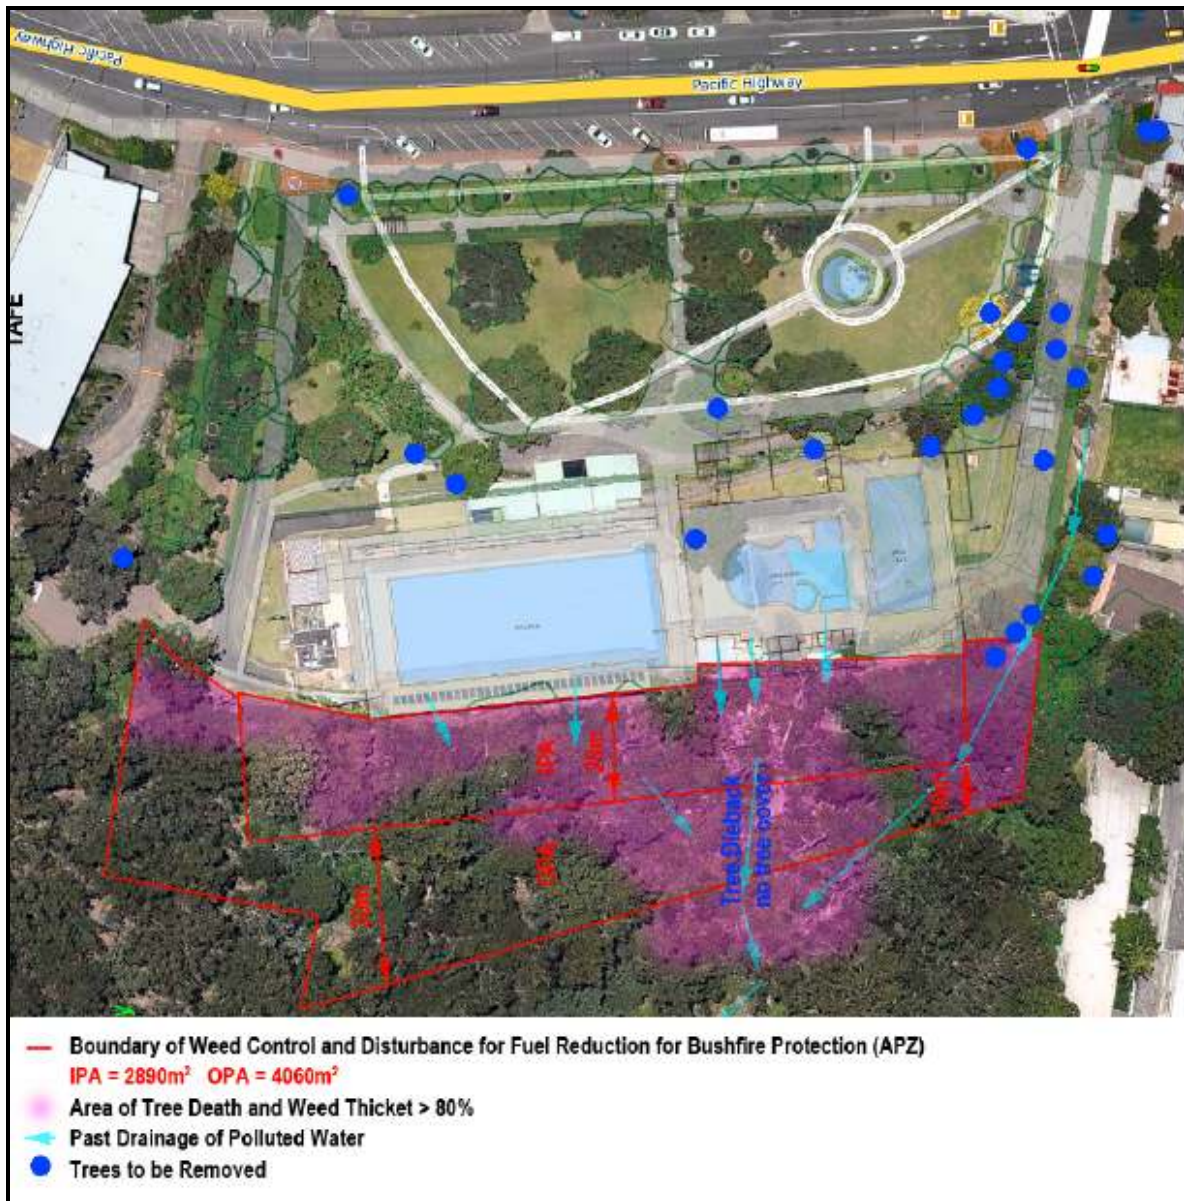 Pacific Highway
Pacific Highway
TAFE
IPA
20m
OPA
Tree Dieback
no tree cover
Boundary of Weed Control and Disturbance for Fuel Reduction for Bushfire Protection (APZ)
IPA = 2890m² OPA = 4060m²
Area of Tree Death and Weed Thicket > 80%
Past Drainage of Polluted Water
Trees to be Removed